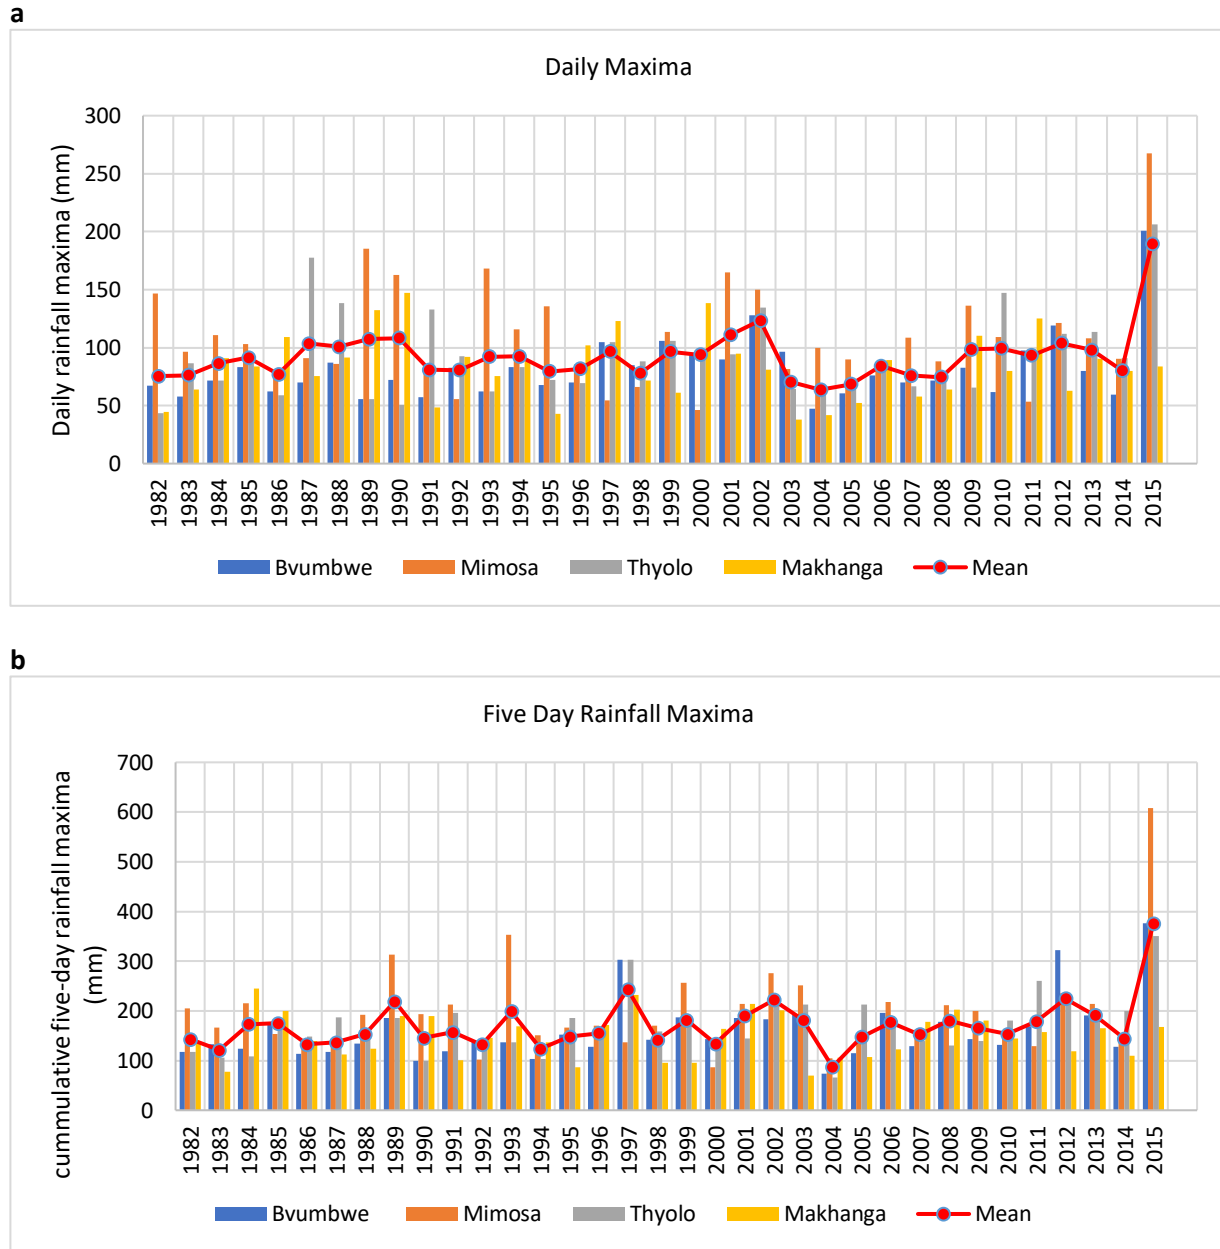 a
Daily Maxima
Daily rainfall maxima (mm)
300
250
200
150
100
50
0
1982 1983 1984 1985 1986 1987 1988 1989 1990 1991 1992 1993 1994 1995 1996 1997 1998 1999 2000 2001 2002 2003 2004 2005 2006 2007 2008 2009 2010 2011 2012 2013 2014 2015
Bvumbwe Mimosa Thyolo Makhanga Mean
b
Five Day Rainfall Maxima
cummulative five-day rainfall maxima
(mm)
700
600
500
400
300
200
100
0
1982 1983 1984 1985 1986 1987 1988 1989 1990 1991 1992 1993 1994 1995 1996 1997 1998 1999 2000 2001 2002 2003 2004 2005 2006 2007 2008 2009 2010 2011 2012 2013 2014 2015
Bvumbwe Mimosa Thyolo Makhanga Mean